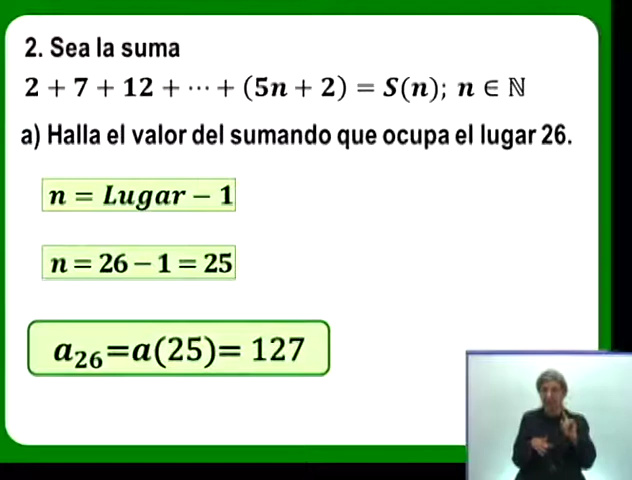 2. Sea la suma
2 + 7 + 12 + ⋯ + (5n + 2) = S(n); n ∈ ℕ
a) Halla el valor del sumando que ocupa el lugar 26.
n = Lugar − 1
n = 26 − 1 = 25
a₂₆=a(25)= 127